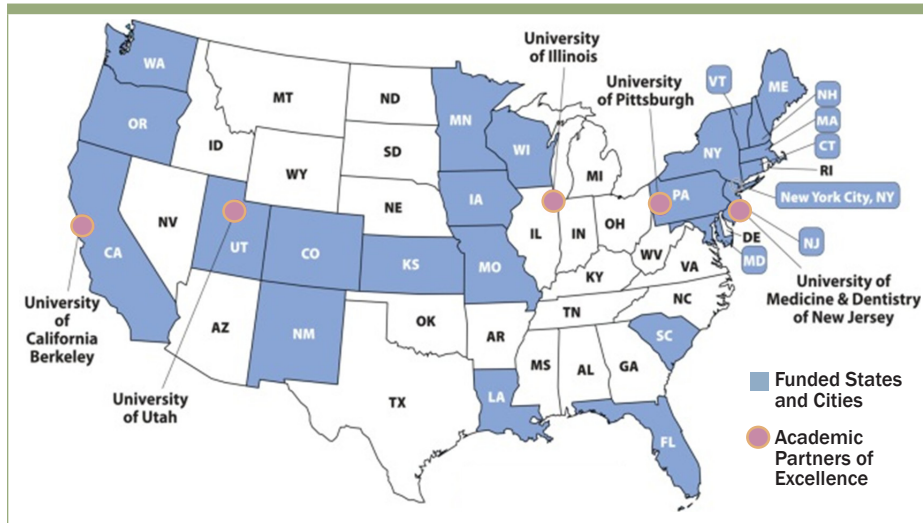 University
of Illinois
University
of Pittsburgh
WA
MT
ND
MN
VT
ME
NH
MA
OR
ID
SD
WI
NY
CT
RI
WY
MI
IA
PA
New York City, NY
NE
NV
UT
IL
IN
OH
DE
NJ
MD
CA
CO
KS
MO
WV
VA
KY
University of
Medicine & Dentistry
of New Jersey
University
of
California
Berkeley
NC
TN
AZ
NM
OK
AR
SC
MS
AL
GA
University
of Utah
TX
LA
FL
Funded States
and Cities
Academic
Partners of
Excellence